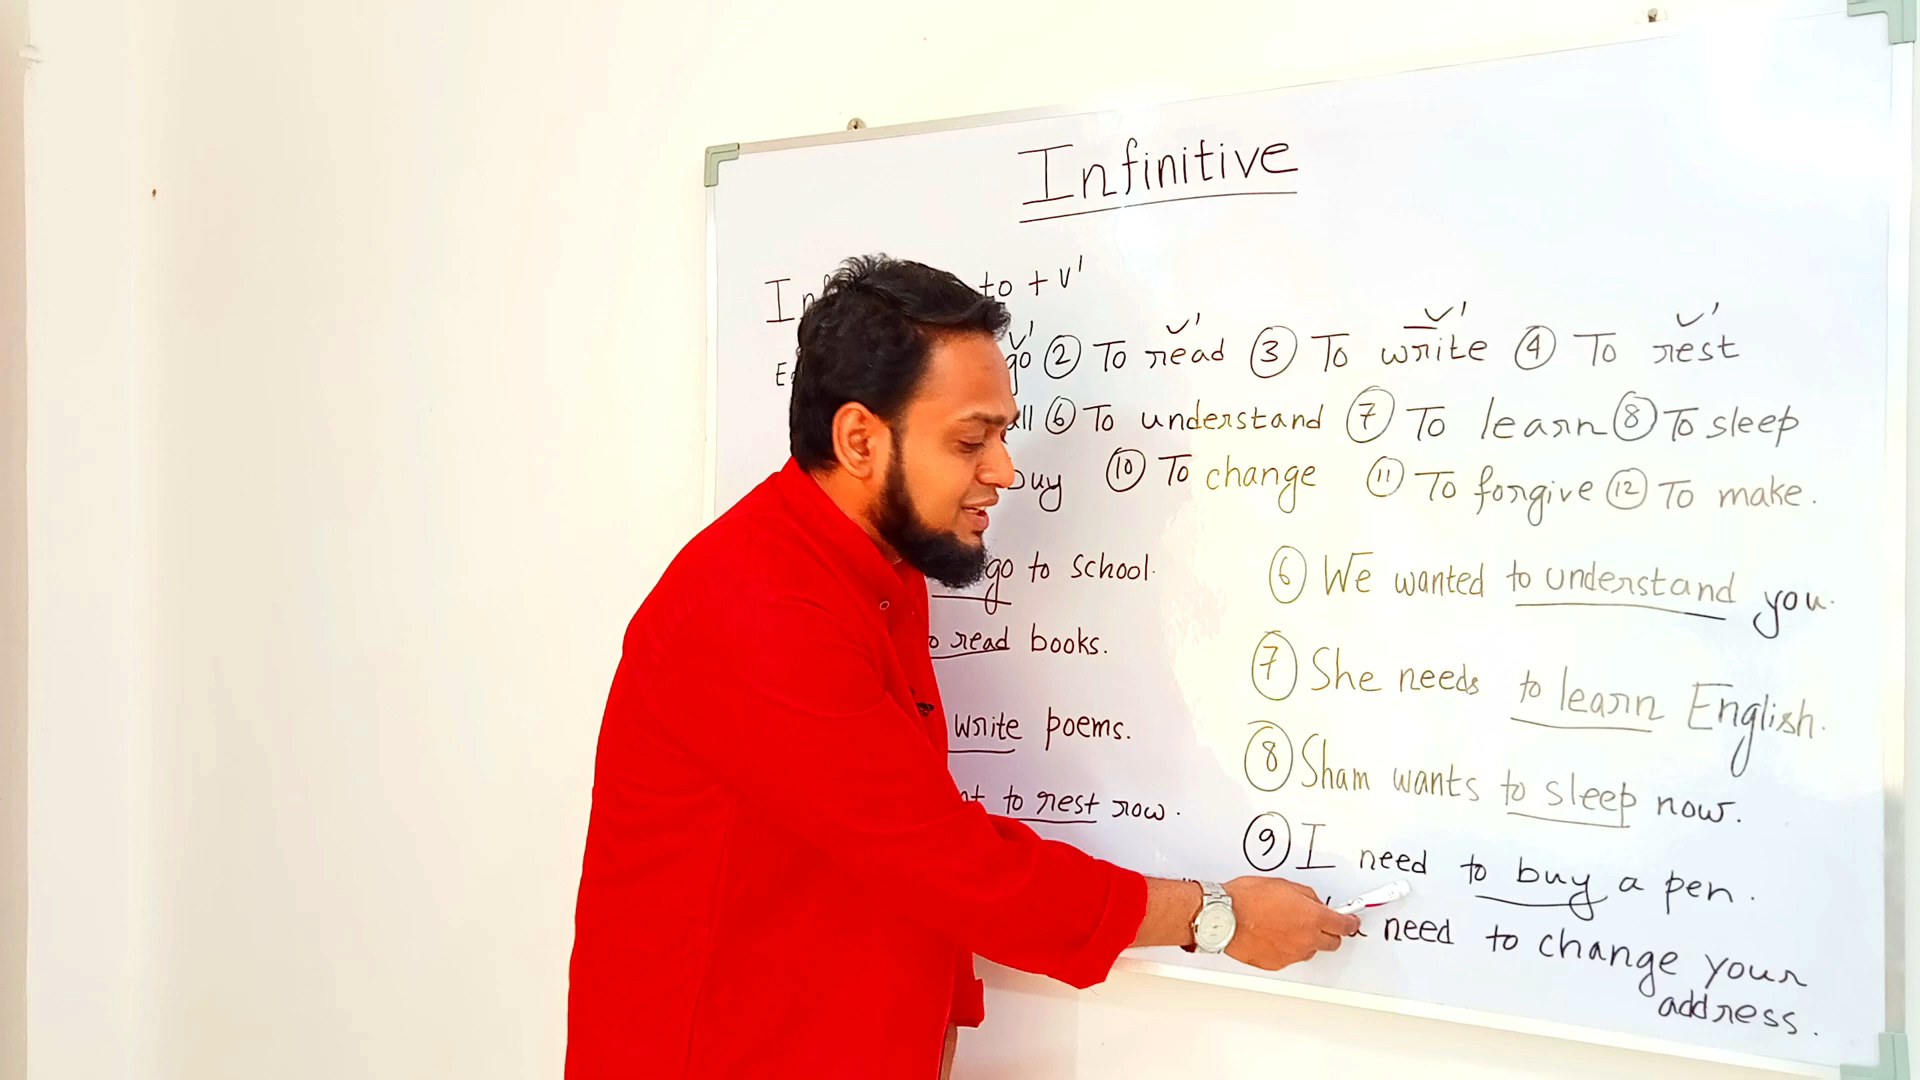 Infinitive
to + v'
v' v' v' v'
go ② To read ③ To write ④ To rest
⑥ To understand ⑦ To learn ⑧ To sleep
buy ⑩ To change ⑪ To forgive ⑫ To make.
go to school.
read books.
write poems.
to rest now.
⑥ We wanted to understand you.
⑦ She needs to learn English.
⑧ Sham wants to sleep now.
⑨ I need to buy a pen.
need to change your
address.